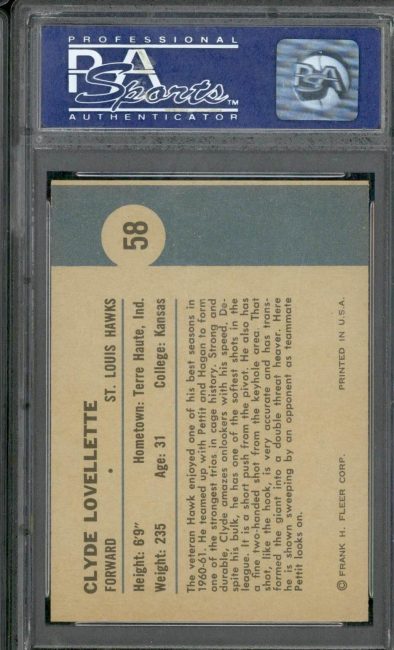 PROFESSIONAL
PSA
Sports™
AUTHENTICATOR
PSA
58
CLYDE LOVELLETTE
FORWARD • ST. LOUIS HAWKS
Height: 6'9" Hometown: Terre Haute, Ind.
Weight: 235 Age: 31 College: Kansas
The veteran Hawk enjoyed one of his best seasons in
1960-61. He teamed up with Pettit and Hagan to form
one of the strongest trios in cage history. Strong and
durable, Clyde amazes onlookers with his speed. De-
spite his bulk, he has one of the softest shots in the
league. It is a short push from the pivot. He also has
a fine two-handed shot from the keyhole area. That
shot, like the hook, is very accurate and has trans-
formed the giant into a double threat heaver. Here
he is shown sweeping by an opponent as teammate
Pettit looks on.
© FRANK H. FLEER CORP. PRINTED IN U.S.A.